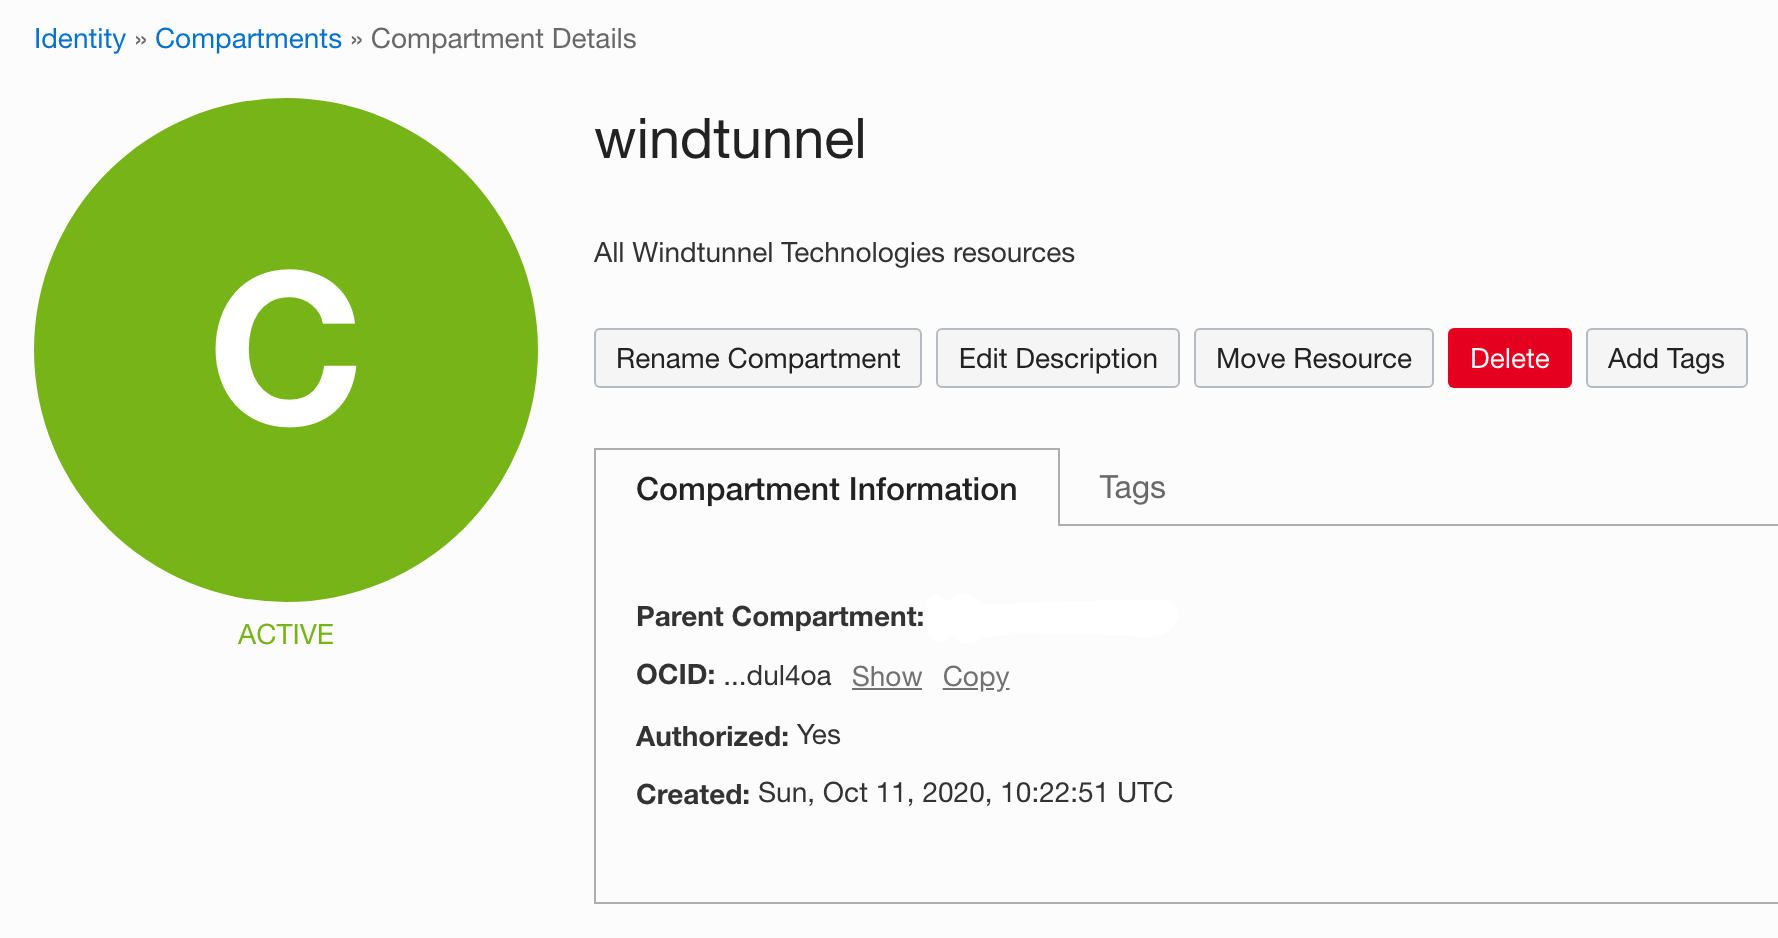 Identity » Compartments » Compartment Details
C
ACTIVE
windtunnel
All Windtunnel Technologies resources
Rename Compartment Edit Description Move Resource Delete Add Tags
Compartment Information Tags
Parent Compartment:
OCID: ...dul4oa Show Copy
Authorized: Yes
Created: Sun, Oct 11, 2020, 10:22:51 UTC